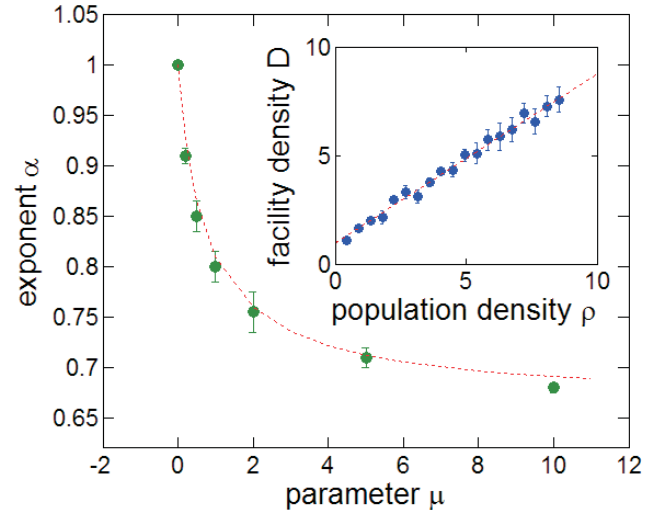 1.05
1
0.95
0.9
0.85
0.8
0.75
0.7
0.65
exponent α
-2 0 2 4 6 8 10 12
parameter μ
10
5
0
facility density D
0 5 10
population density ρ